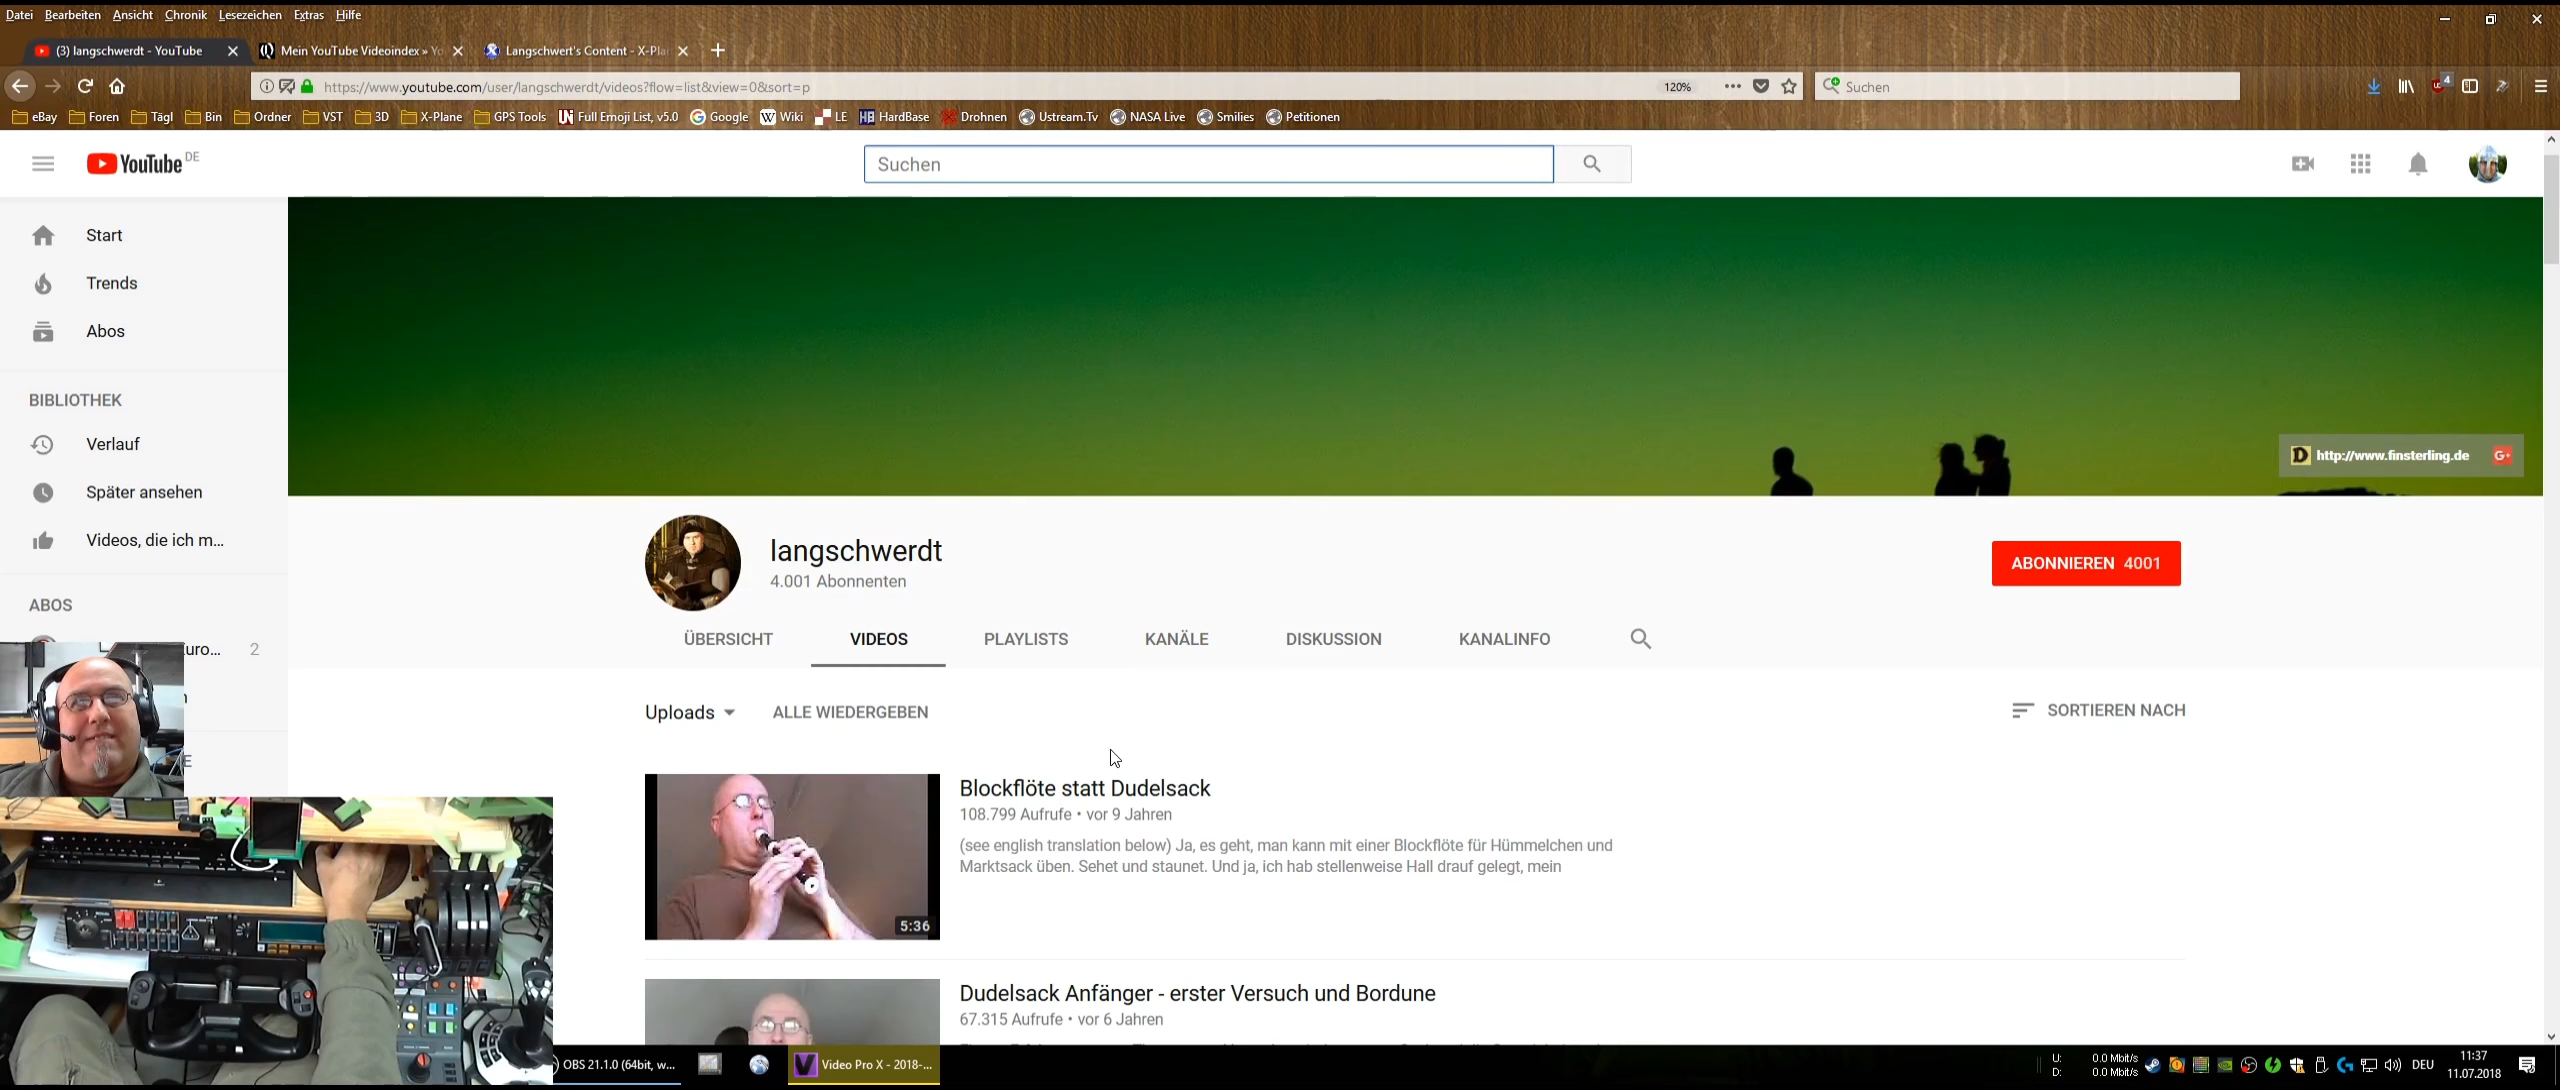 Datei Bearbeiten Ansicht Chronik Lesezeichen Extras Hilfe
(3) langschwerdt - YouTube
Mein YouTube Videoindex » Yo
Langschwert's Content - X-Pla
https://www.youtube.com/user/langschwerdt/videos?flow=list&view=0&sort=p
120%
Suchen
4
eBay Foren Tägl Bin Ordner VST 3D X-Plane GPS Tools Full Emoji List, v5.0 Google Wiki LE HardBase Drohnen Ustream.Tv NASA Live Smilies Petitionen
YouTube DE
Suchen
Start
Trends
Abos
BIBLIOTHEK
Verlauf
Später ansehen
Videos, die ich m...
ABOS
uro... 2
http://www.finsterling.de
G+
langschwerdt
4.001 Abonnenten
ABONNIEREN 4001
ÜBERSICHT VIDEOS PLAYLISTS KANÄLE DISKUSSION KANALINFO
Uploads ALLE WIEDERGEBEN
SORTIEREN NACH
Blockflöte statt Dudelsack
108.799 Aufrufe • vor 9 Jahren
(see english translation below) Ja, es geht, man kann mit einer Blockflöte für Hümmelchen und
Marktsack üben. Sehet und staunet. Und ja, ich hab stellenweise Hall drauf gelegt, mein
5:36
Dudelsack Anfänger - erster Versuch und Bordune
67.315 Aufrufe • vor 6 Jahren
OBS 21.1.0 (64bit, w...
Video Pro X - 2018-...
U: 0.0 Mbit/s
D: 0.0 Mbit/s
DEU
11:37
11.07.2018